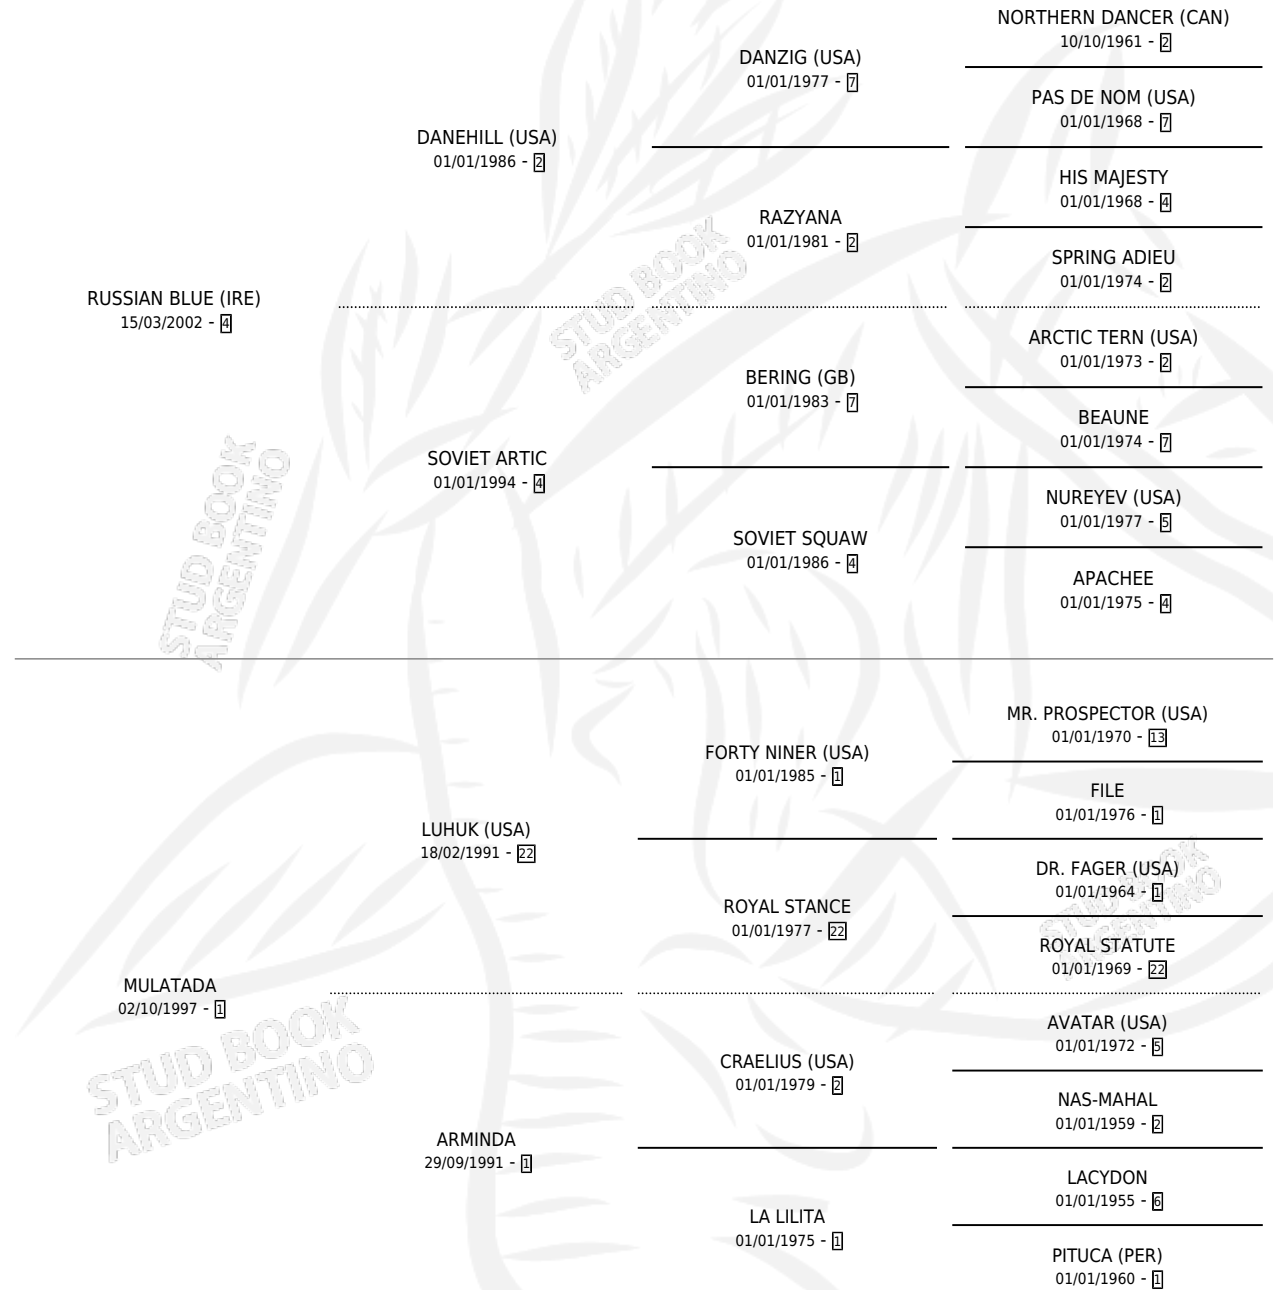 NORTHERN DANCER (CAN)
10/10/1961 - 2
DANZIG (USA)
01/01/1977 - 7
PAS DE NOM (USA)
01/01/1968 - 7
DANEHILL (USA)
01/01/1986 - 2
HIS MAJESTY
01/01/1968 - 4
RAZYANA
01/01/1981 - 2
SPRING ADIEU
01/01/1974 - 2
RUSSIAN BLUE (IRE)
15/03/2002 - 4
ARCTIC TERN (USA)
01/01/1973 - 2
BERING (GB)
01/01/1983 - 7
BEAUNE
01/01/1974 - 7
SOVIET ARTIC
01/01/1994 - 4
NUREYEV (USA)
01/01/1977 - 5
SOVIET SQUAW
01/01/1986 - 4
APACHEE
01/01/1975 - 4
MR. PROSPECTOR (USA)
01/01/1970 - 13
FORTY NINER (USA)
01/01/1985 - 1
FILE
01/01/1976 - 1
LUHUK (USA)
18/02/1991 - 22
DR. FAGER (USA)
01/01/1964 - 1
ROYAL STANCE
01/01/1977 - 22
ROYAL STATUTE
01/01/1969 - 22
MULATADA
02/10/1997 - 1
AVATAR (USA)
01/01/1972 - 5
CRAELIUS (USA)
01/01/1979 - 2
NAS-MAHAL
01/01/1959 - 2
ARMINDA
29/09/1991 - 1
LACYDON
01/01/1955 - 6
LA LILITA
01/01/1975 - 1
PITUCA (PER)
01/01/1960 - 1
STUD BOOK
ARGENTINO
STUD BOOK
ARGENTINO
STUD BOOK
ARGENTINO
STUD BOOK
ARGENTINO